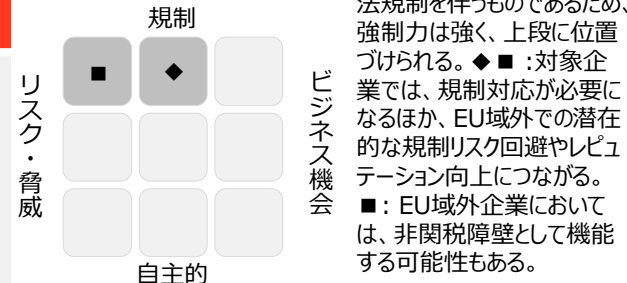 規制
■ ◆
リスク・脅威
ビジネス機会
自主的
法規制を伴うものであるため、
強制力は強く、上段に位置
づけられる。◆■：対象企
業では、規制対応が必要に
なるほか、EU域外での潜在
的な規制リスク回避やレピュ
テーション向上につながる。
■：EU域外企業において
は、非関税障壁として機能
する可能性もある。